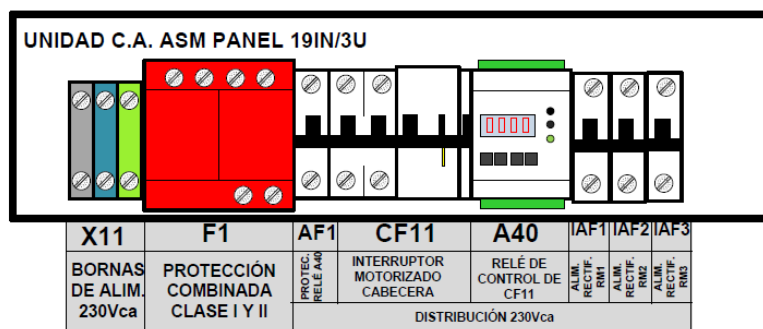 UNIDAD C.A. ASM PANEL 19IN/3U
0000
X11
F1
AF1
CF11
A40
IAF1
IAF2
IAF3
BORNAS
DE ALIM.
230Vca
PROTECCIÓN
COMBINADA
CLASE I Y II
PROTEC.
RELÉ A40
INTERRUPTOR
MOTORIZADO
CABECERA
RELÉ DE
CONTROL DE
CF11
ALIM.
RECTIF.
RM1
ALIM.
RECTIF.
RM2
ALIM.
RECTIF.
RM3
DISTRIBUCIÓN 230Vca